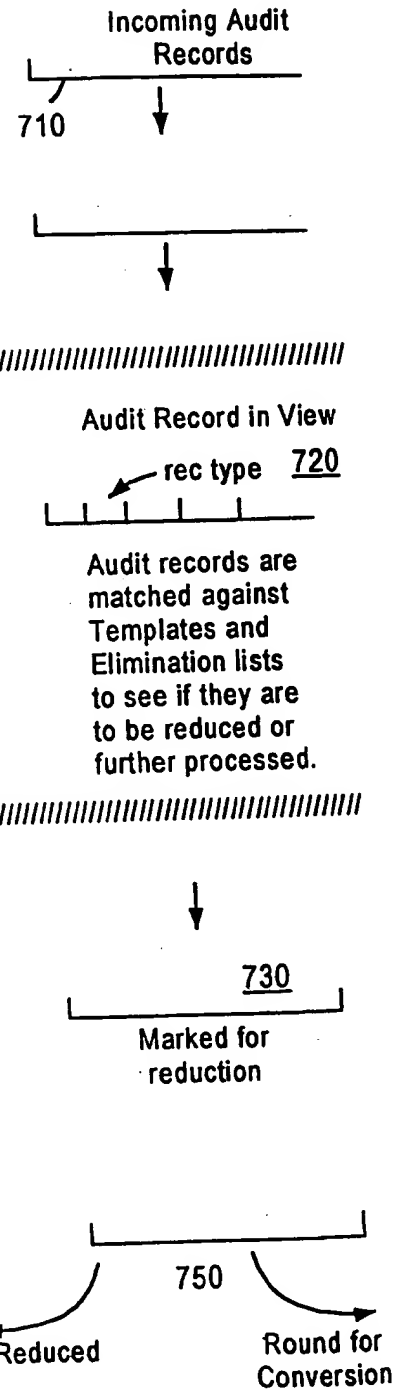 Incoming Audit
Records
710
Audit Record in View
rec type 720
Audit records are
matched against
Templates and
Elimination lists
to see if they are
to be reduced or
further processed.
730
Marked for
reduction
750
Reduced
Round for
Conversion